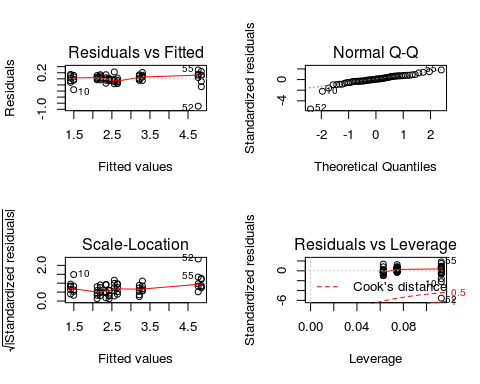 Residuals vs Fitted
Residuals
0.2
-1.0
55
10
52
1.5 2.5 3.5 4.5
Fitted values
Normal Q-Q
Standardized residuals
0
-4
55
10
52
-2 -1 0 1 2
Theoretical Quantiles
Scale-Location
√|Standardized residuals|
2.0
1.0
0.0
52
10
55
1.5 2.5 3.5 4.5
Fitted values
Residuals vs Leverage
Standardized residuals
0
-6
55
10
52
Cook's distance
0.5
0.00 0.04 0.08
Leverage